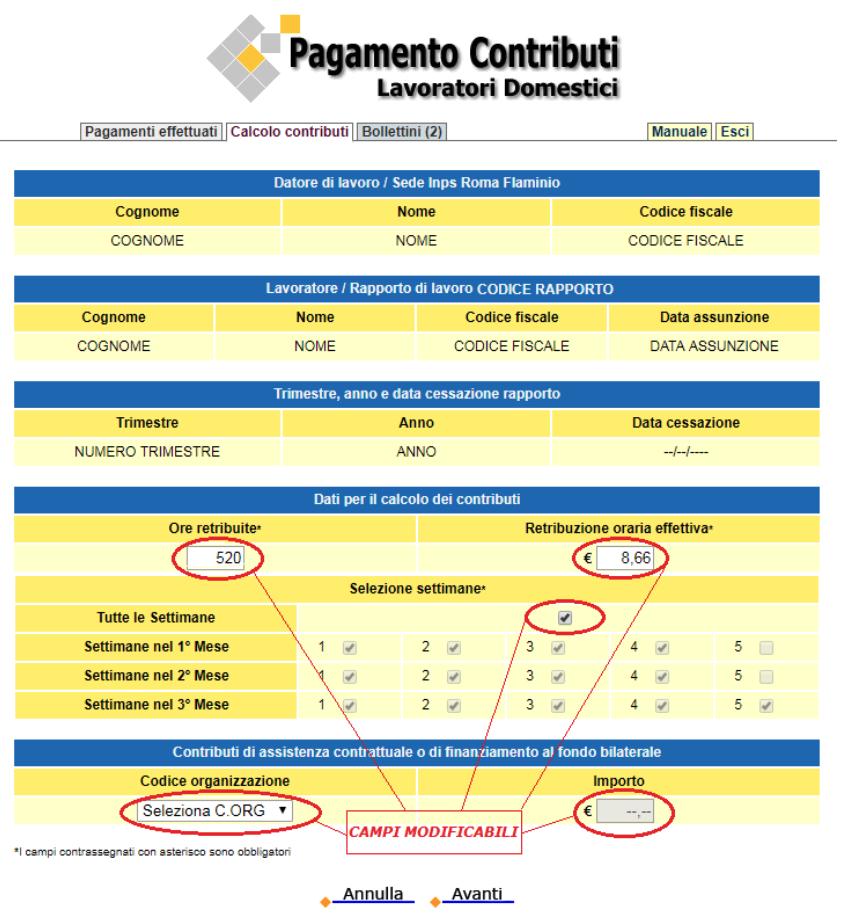 Pagamento Contributi
Lavoratori Domestici
Pagamenti effettuati Calcolo contributi Bollettini (2) Manuale Esci
Datore di lavoro / Sede Inps Roma Flaminio
Cognome Nome Codice fiscale
COGNOME NOME CODICE FISCALE
Lavoratore / Rapporto di lavoro CODICE RAPPORTO
Cognome Nome Codice fiscale Data assunzione
COGNOME NOME CODICE FISCALE DATA ASSUNZIONE
Trimestre, anno e data cessazione rapporto
Trimestre Anno Data cessazione
NUMERO TRIMESTRE ANNO --/--/----
Dati per il calcolo dei contributi
Ore retribuite* Retribuzione oraria effettiva*
520 € 8,66
Selezione settimane*
Tutte le Settimane
Settimane nel 1° Mese 1 2 3 4 5
Settimane nel 2° Mese 1 2 3 4 5
Settimane nel 3° Mese 1 2 3 4 5
Contributi di assistenza contrattuale o di finanziamento al fondo bilaterale
Codice organizzazione Importo
Seleziona C.ORG € --,--
CAMPI MODIFICABILI
*I campi contrassegnati con asterisco sono obbligatori
Annulla Avanti